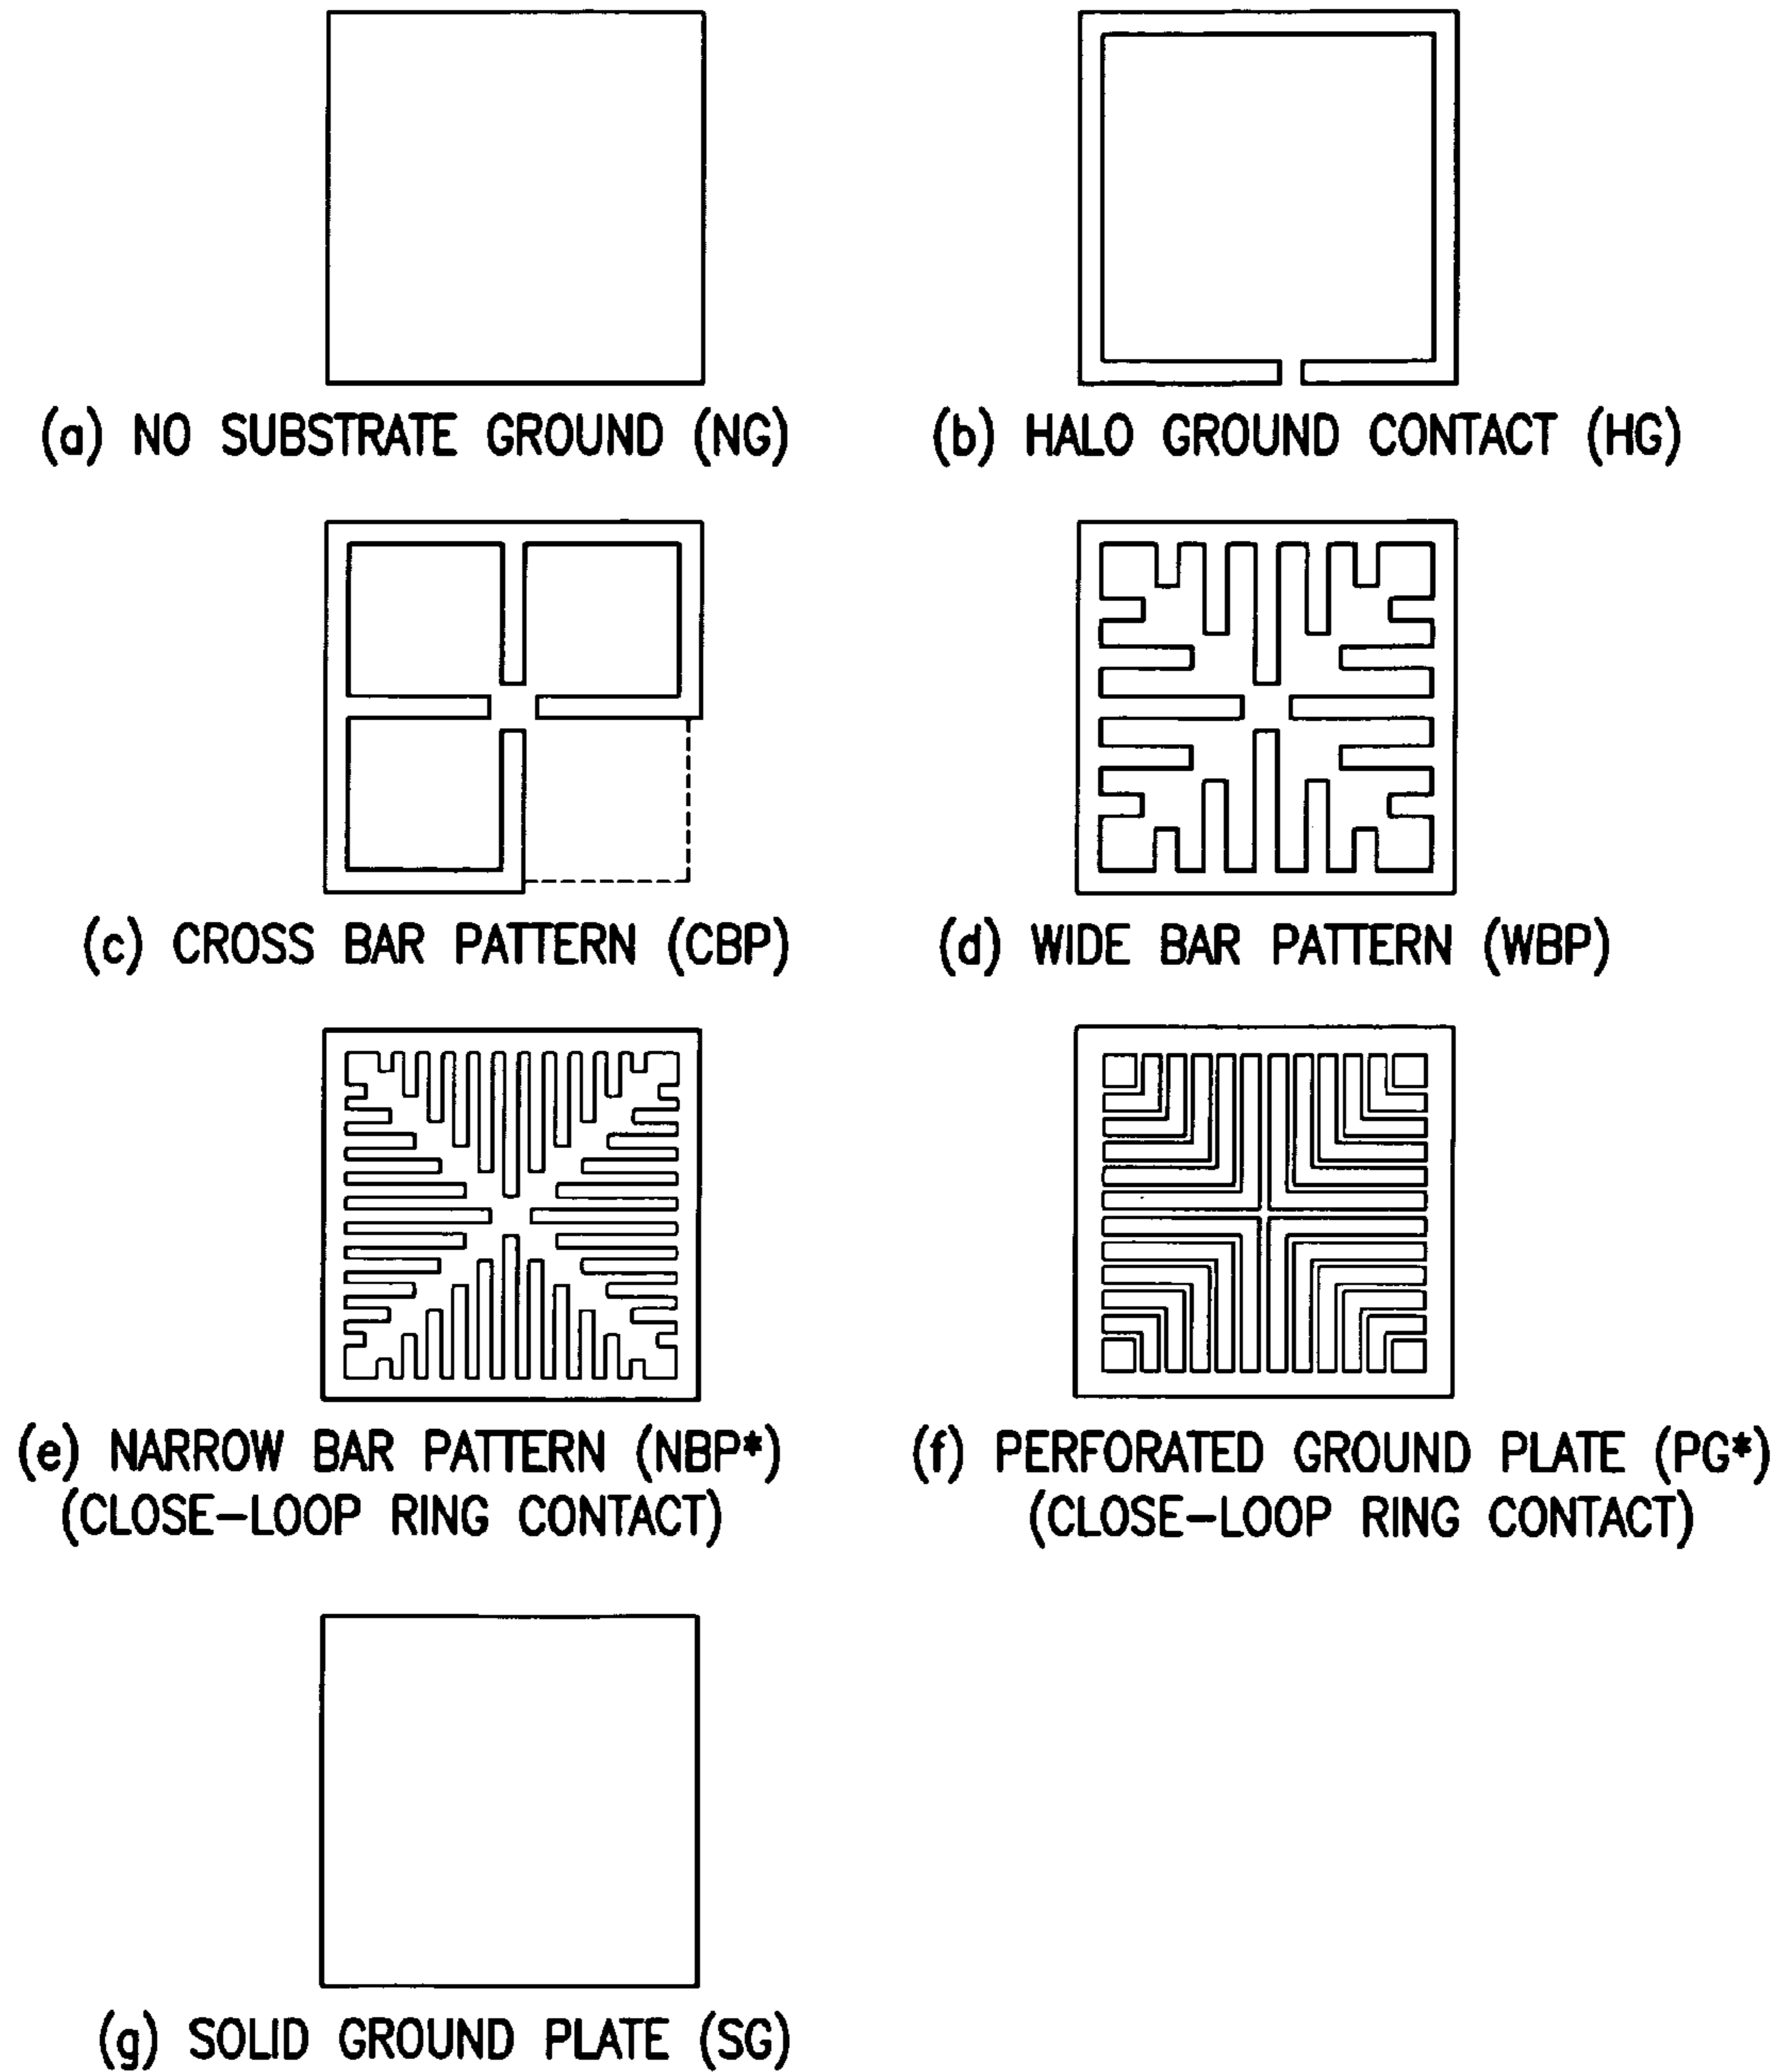 (a) NO SUBSTRATE GROUND (NG)
(b) HALO GROUND CONTACT (HG)
(c) CROSS BAR PATTERN (CBP)
(d) WIDE BAR PATTERN (WBP)
(e) NARROW BAR PATTERN (NBP*)
(CLOSE-LOOP RING CONTACT)
(f) PERFORATED GROUND PLATE (PG*)
(CLOSE-LOOP RING CONTACT)
(g) SOLID GROUND PLATE (SG)